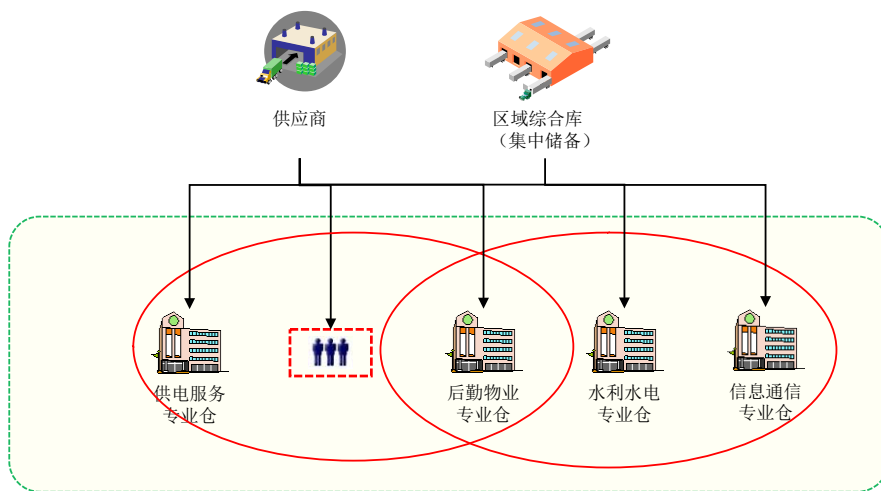 供应商
区域综合库
（集中储备）
供电服务
专业仓
后勤物业
专业仓
水利水电
专业仓
信息通信
专业仓